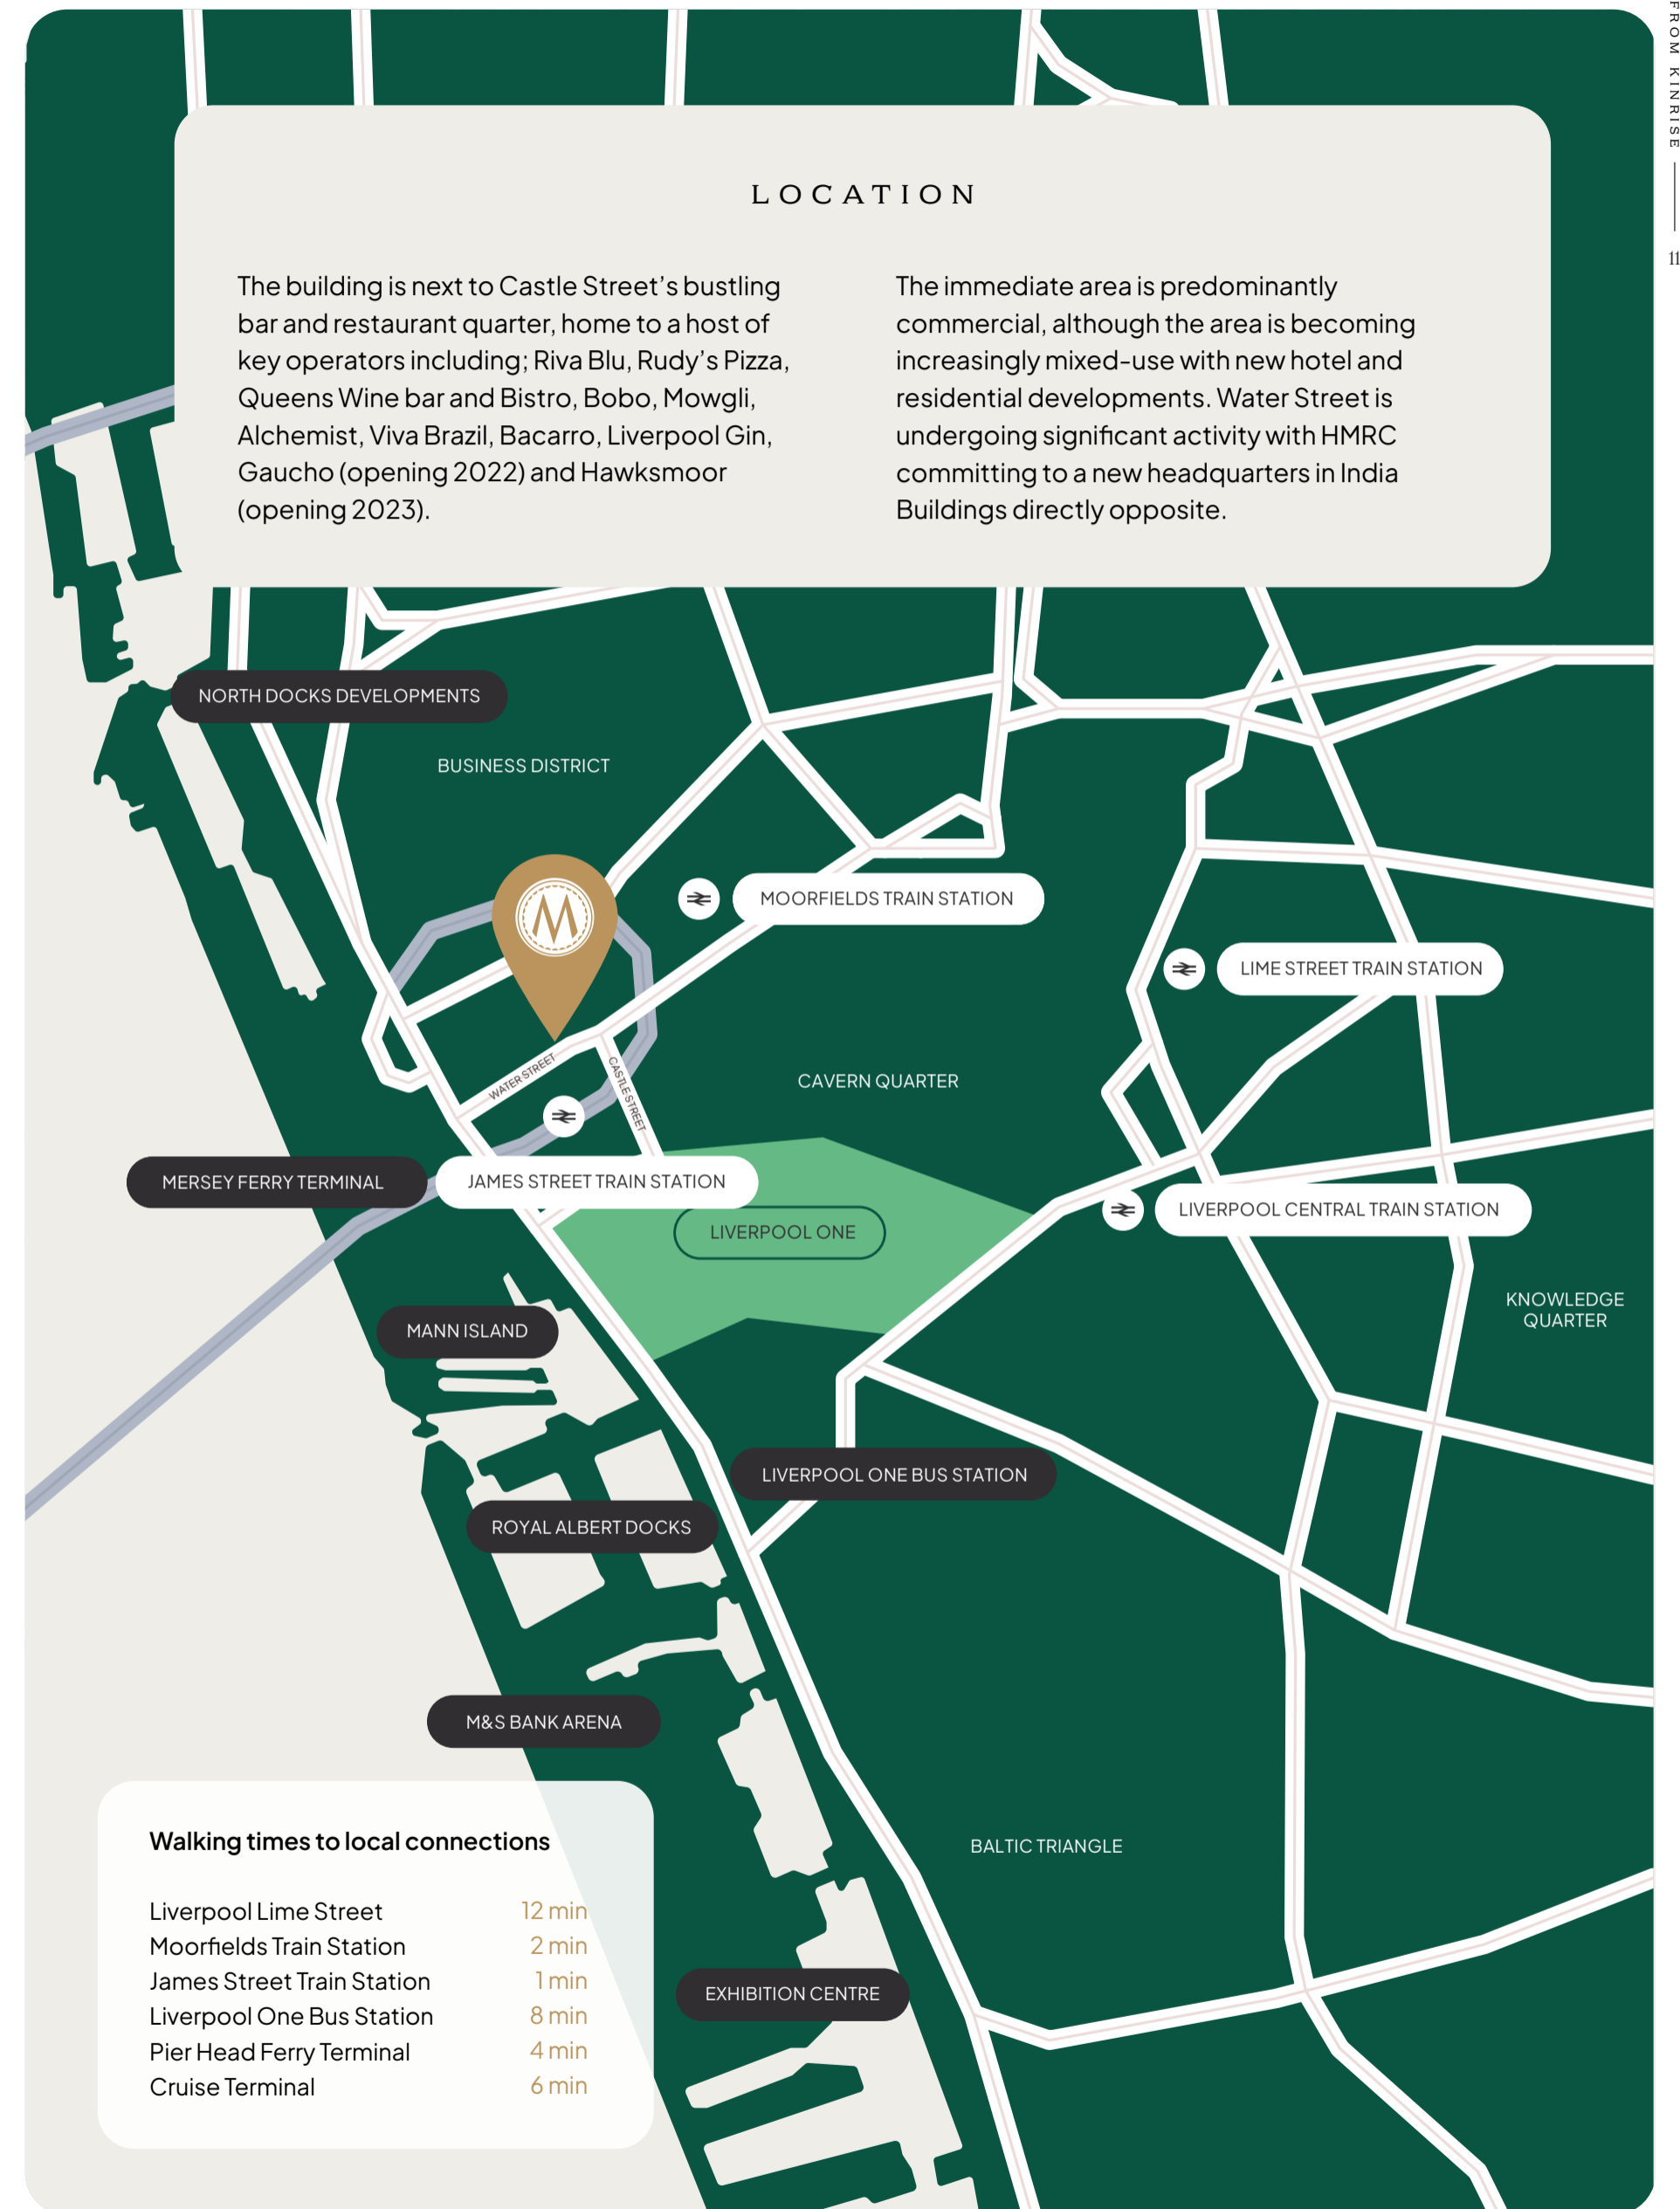 FROM KINRISE
11
LOCATION
The building is next to Castle Street’s bustling
bar and restaurant quarter, home to a host of
key operators including; Riva Blu, Rudy’s Pizza,
Queens Wine bar and Bistro, Bobo, Mowgli,
Alchemist, Viva Brazil, Bacarro, Liverpool Gin,
Gaucho (opening 2022) and Hawksmoor
(opening 2023).
The immediate area is predominantly
commercial, although the area is becoming
increasingly mixed-use with new hotel and
residential developments. Water Street is
undergoing significant activity with HMRC
committing to a new headquarters in India
Buildings directly opposite.
NORTH DOCKS DEVELOPMENTS
BUSINESS DISTRICT
M
MOORFIELDS TRAIN STATION
LIME STREET TRAIN STATION
WATER STREET
CASTLE STREET
CAVERN QUARTER
MERSEY FERRY TERMINAL
JAMES STREET TRAIN STATION
LIVERPOOL ONE
LIVERPOOL CENTRAL TRAIN STATION
KNOWLEDGE
QUARTER
MANN ISLAND
LIVERPOOL ONE BUS STATION
ROYAL ALBERT DOCKS
M&S BANK ARENA
BALTIC TRIANGLE
EXHIBITION CENTRE
Walking times to local connections
Liverpool Lime Street 12 min
Moorfields Train Station 2 min
James Street Train Station 1 min
Liverpool One Bus Station 8 min
Pier Head Ferry Terminal 4 min
Cruise Terminal 6 min